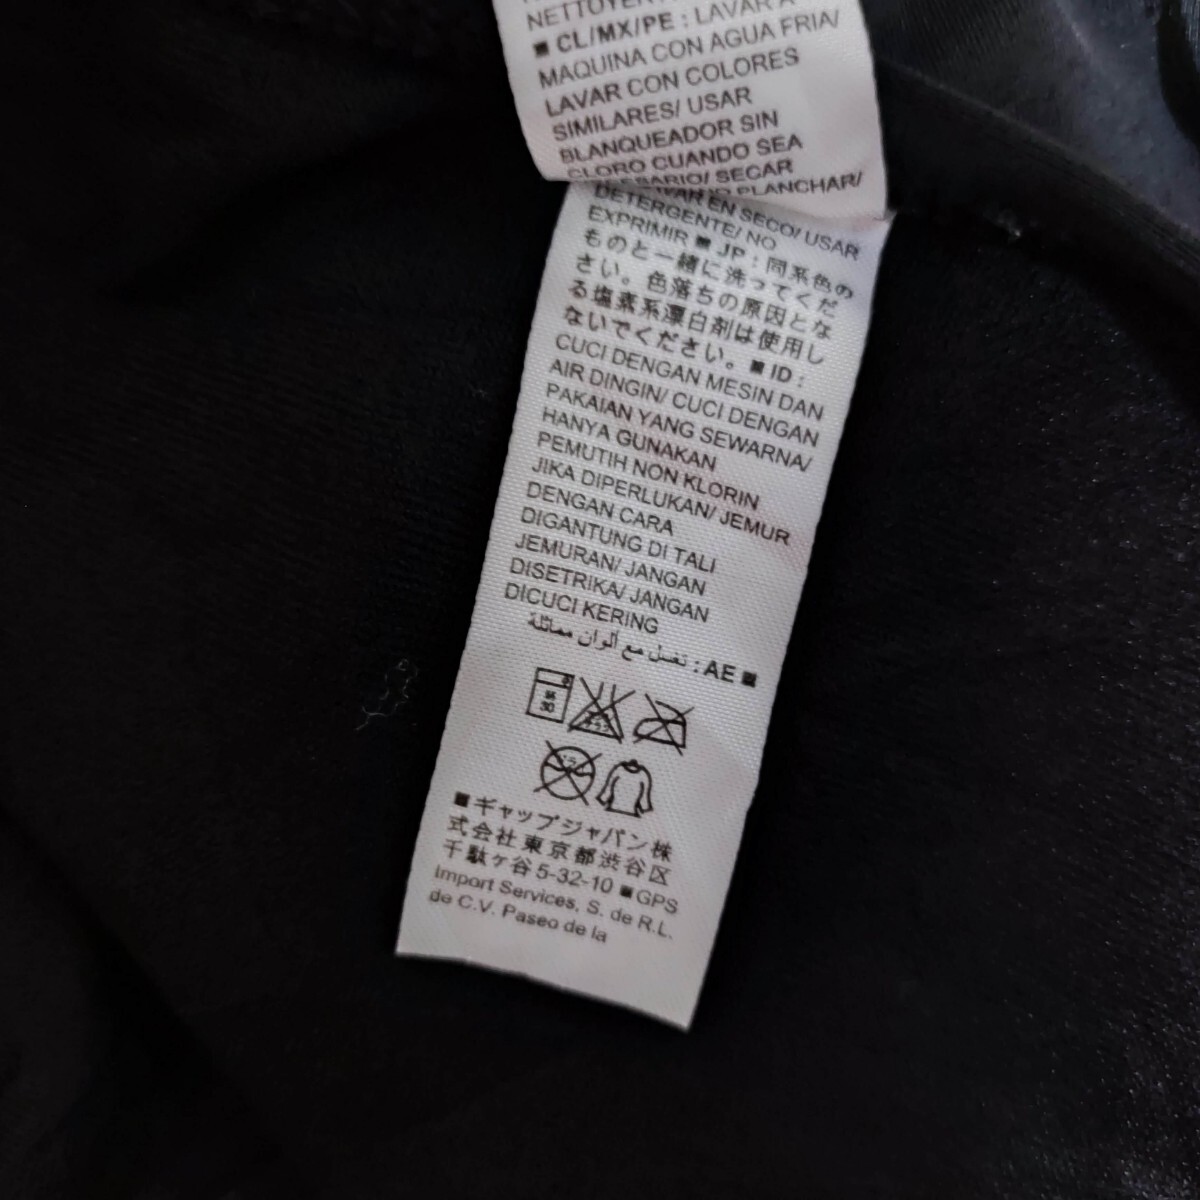 NETTOYER
■ CL/MX/PE : LAVAR A
MAQUINA CON AGUA FRIA/
LAVAR CON COLORES
SIMILARES/ USAR
BLANQUEADOR SIN
CLORO CUANDO SEA
SECAR
PLANCHAR/
EN SECO/ USAR
DETERGENTE/ NO
EXPRIMIR ■ JP : 同系色の
ものと一緒に洗ってくだ
さい。色落ちの原因とな
る塩素系漂白剤は使用し
ないでください。■ ID :
CUCI DENGAN MESIN DAN
AIR DINGIN/ CUCI DENGAN
PAKAIAN YANG SEWARNA/
HANYA GUNAKAN
PEMUTIH NON KLORIN
JIKA DIPERLUKAN/ JEMUR
DENGAN CARA
DIGANTUNG DI TALI
JEMURAN/ JANGAN
DISETRIKA/ JANGAN
DICUCI KERING
■ AE : تغسل مع ألوان مماثلة
30
■ギャップジャパン株
式会社東京都渋谷区
千駄ヶ谷5-32-10 ■GPS
Import Services, S. de R.L.
de C.V. Paseo de la